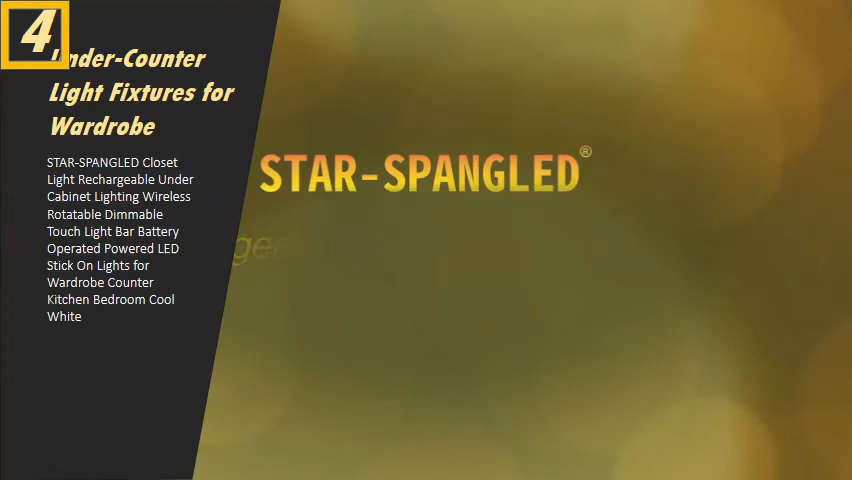 4
Under-Counter
Light Fixtures for
Wardrobe
STAR-SPANGLED Closet
Light Rechargeable Under
Cabinet Lighting Wireless
Rotatable Dimmable
Touch Light Bar Battery
Operated Powered LED
Stick On Lights for
Wardrobe Counter
Kitchen Bedroom Cool
White
STAR-SPANGLED®